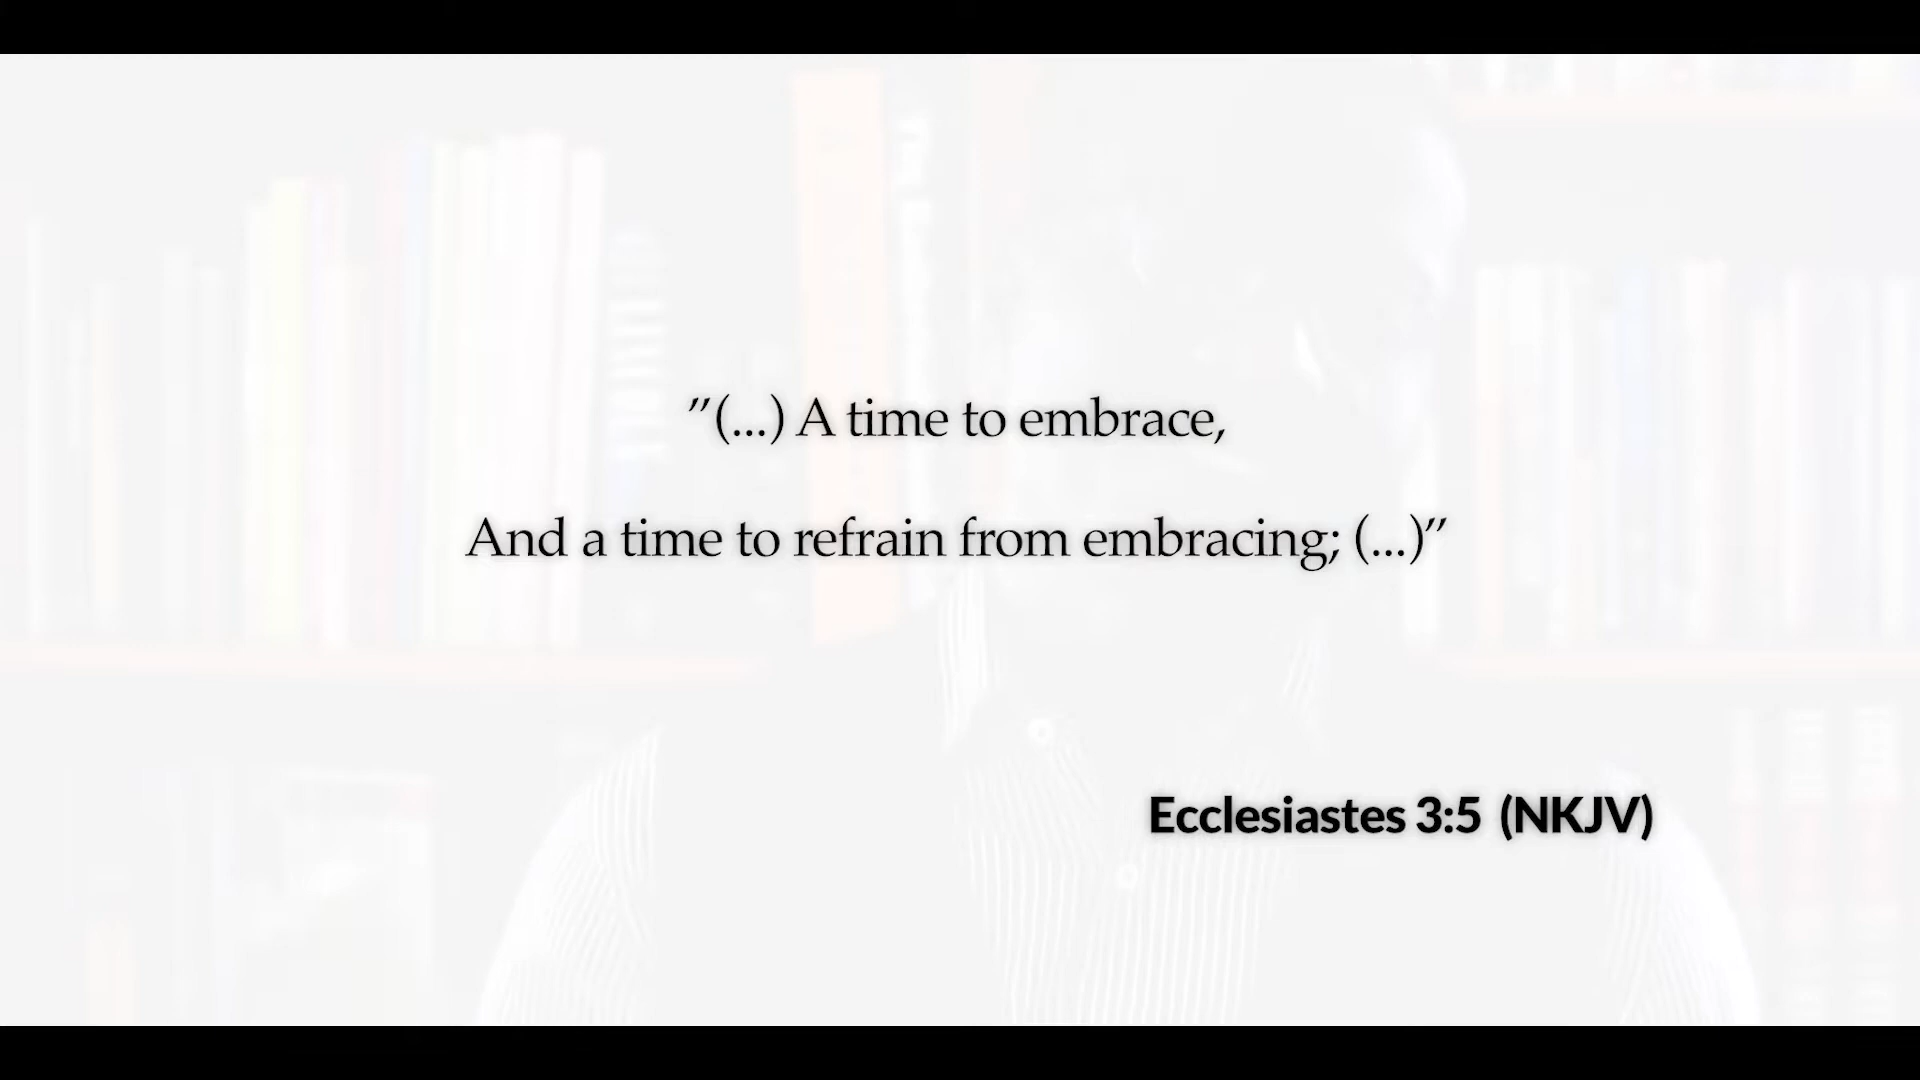 ”(...) A time to embrace,
And a time to refrain from embracing; (...)”
Ecclesiastes 3:5 (NKJV)